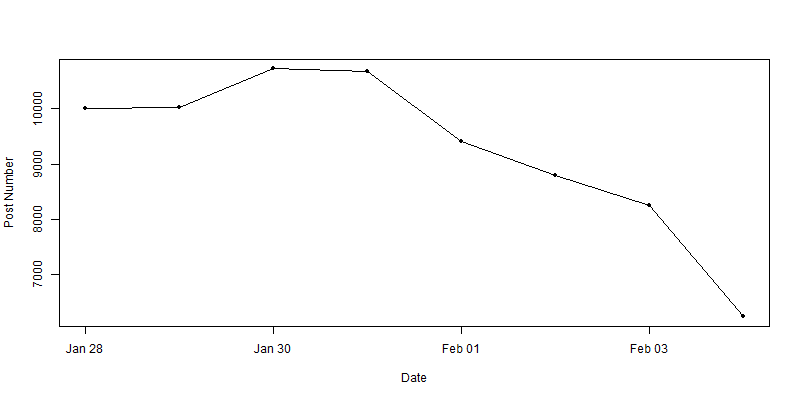 Post Number
10000
9000
8000
7000
Jan 28
Jan 30
Feb 01
Feb 03
Date